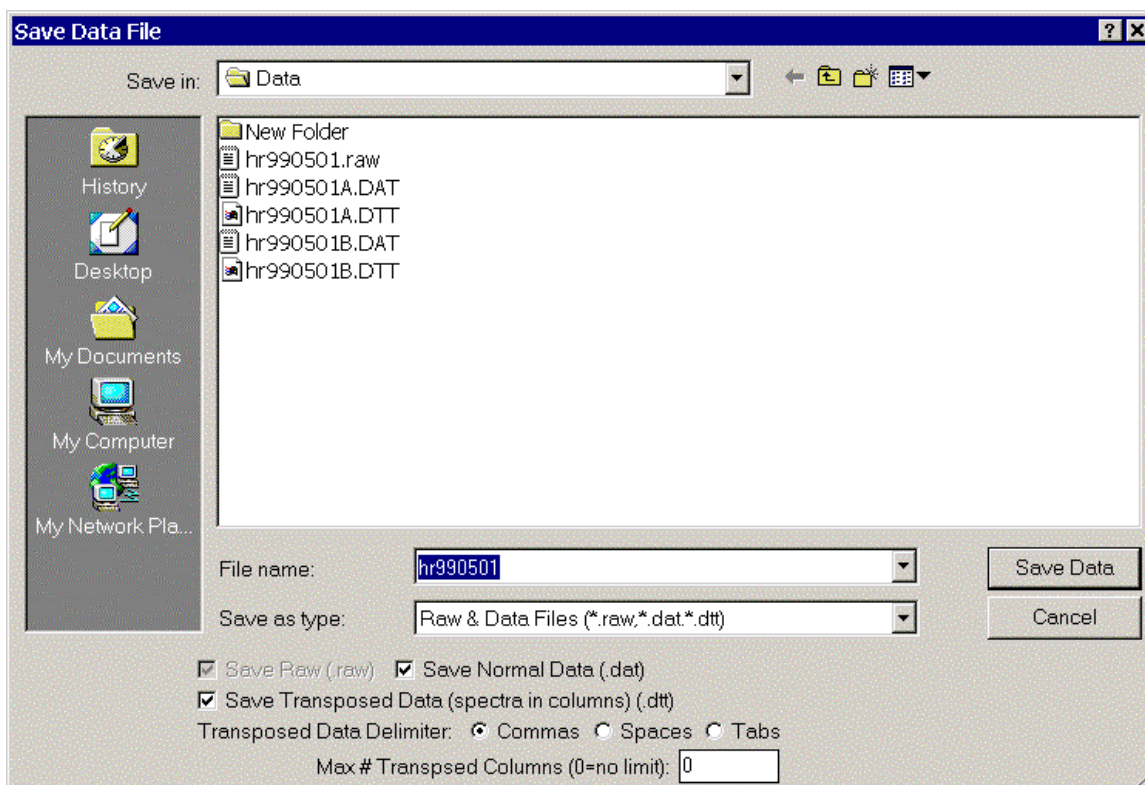 Save Data File
Save in: Data
History
Desktop
My Documents
My Computer
My Network Pla...
New Folder
hr990501.raw
hr990501A.DAT
hr990501A.DTT
hr990501B.DAT
hr990501B.DTT
File name: hr990501 Save Data
Save as type: Raw & Data Files (*.raw,*.dat.*.dtt) Cancel
Save Raw (.raw) Save Normal Data (.dat)
Save Transposed Data (spectra in columns) (.dtt)
Transposed Data Delimiter: Commas Spaces Tabs
Max # Transpsed Columns (0=no limit): 0